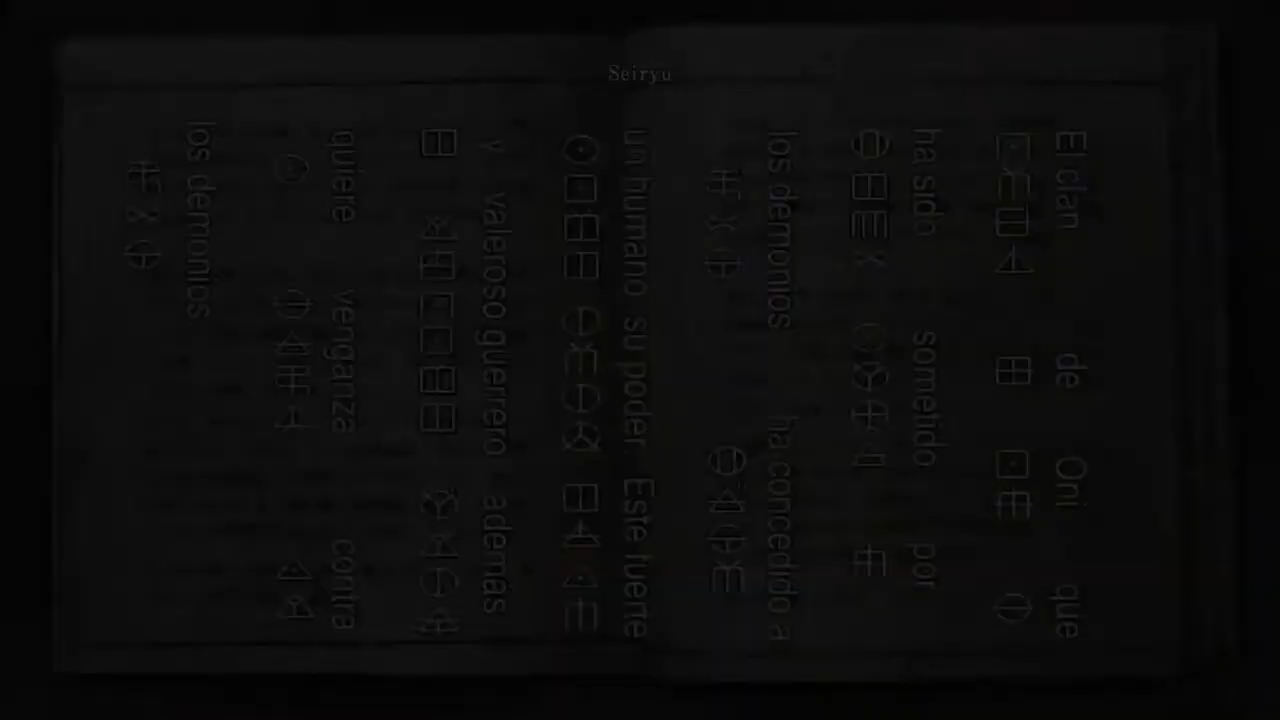 Seiryu
El clan de Oni que
ha sido sometido por
los demonios ha concedido a
un humano su poder. Este fuerte
y valeroso guerrero además
quiere venganza contra
los demonios